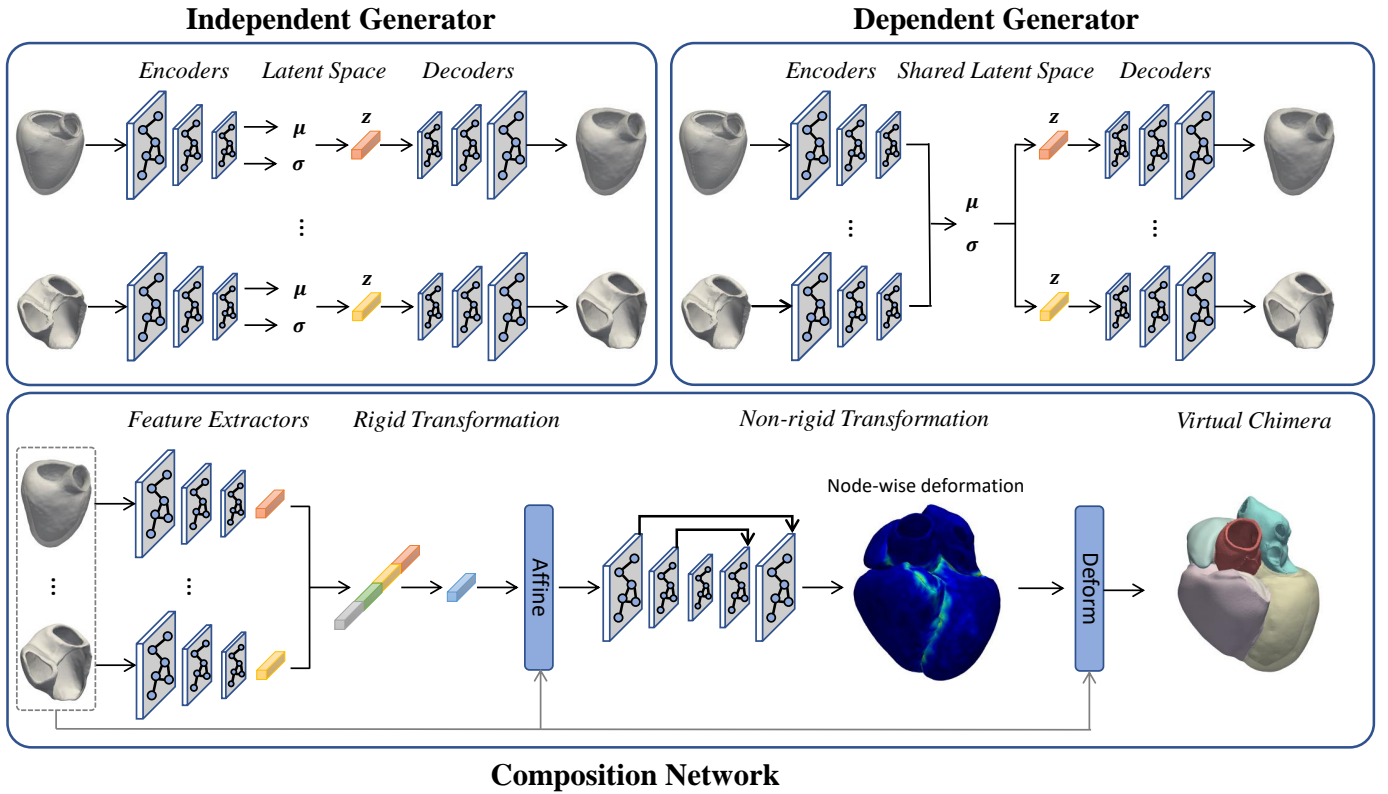 Independent Generator
Dependent Generator
Encoders
Latent Space
Decoders
μ
σ
z
⋮
μ
σ
z
Encoders
Shared Latent Space
Decoders
⋮
μ
σ
z
⋮
z
Feature Extractors
Rigid Transformation
Non-rigid Transformation
Virtual Chimera
Node-wise deformation
⋮
⋮
Affine
Deform
Composition Network